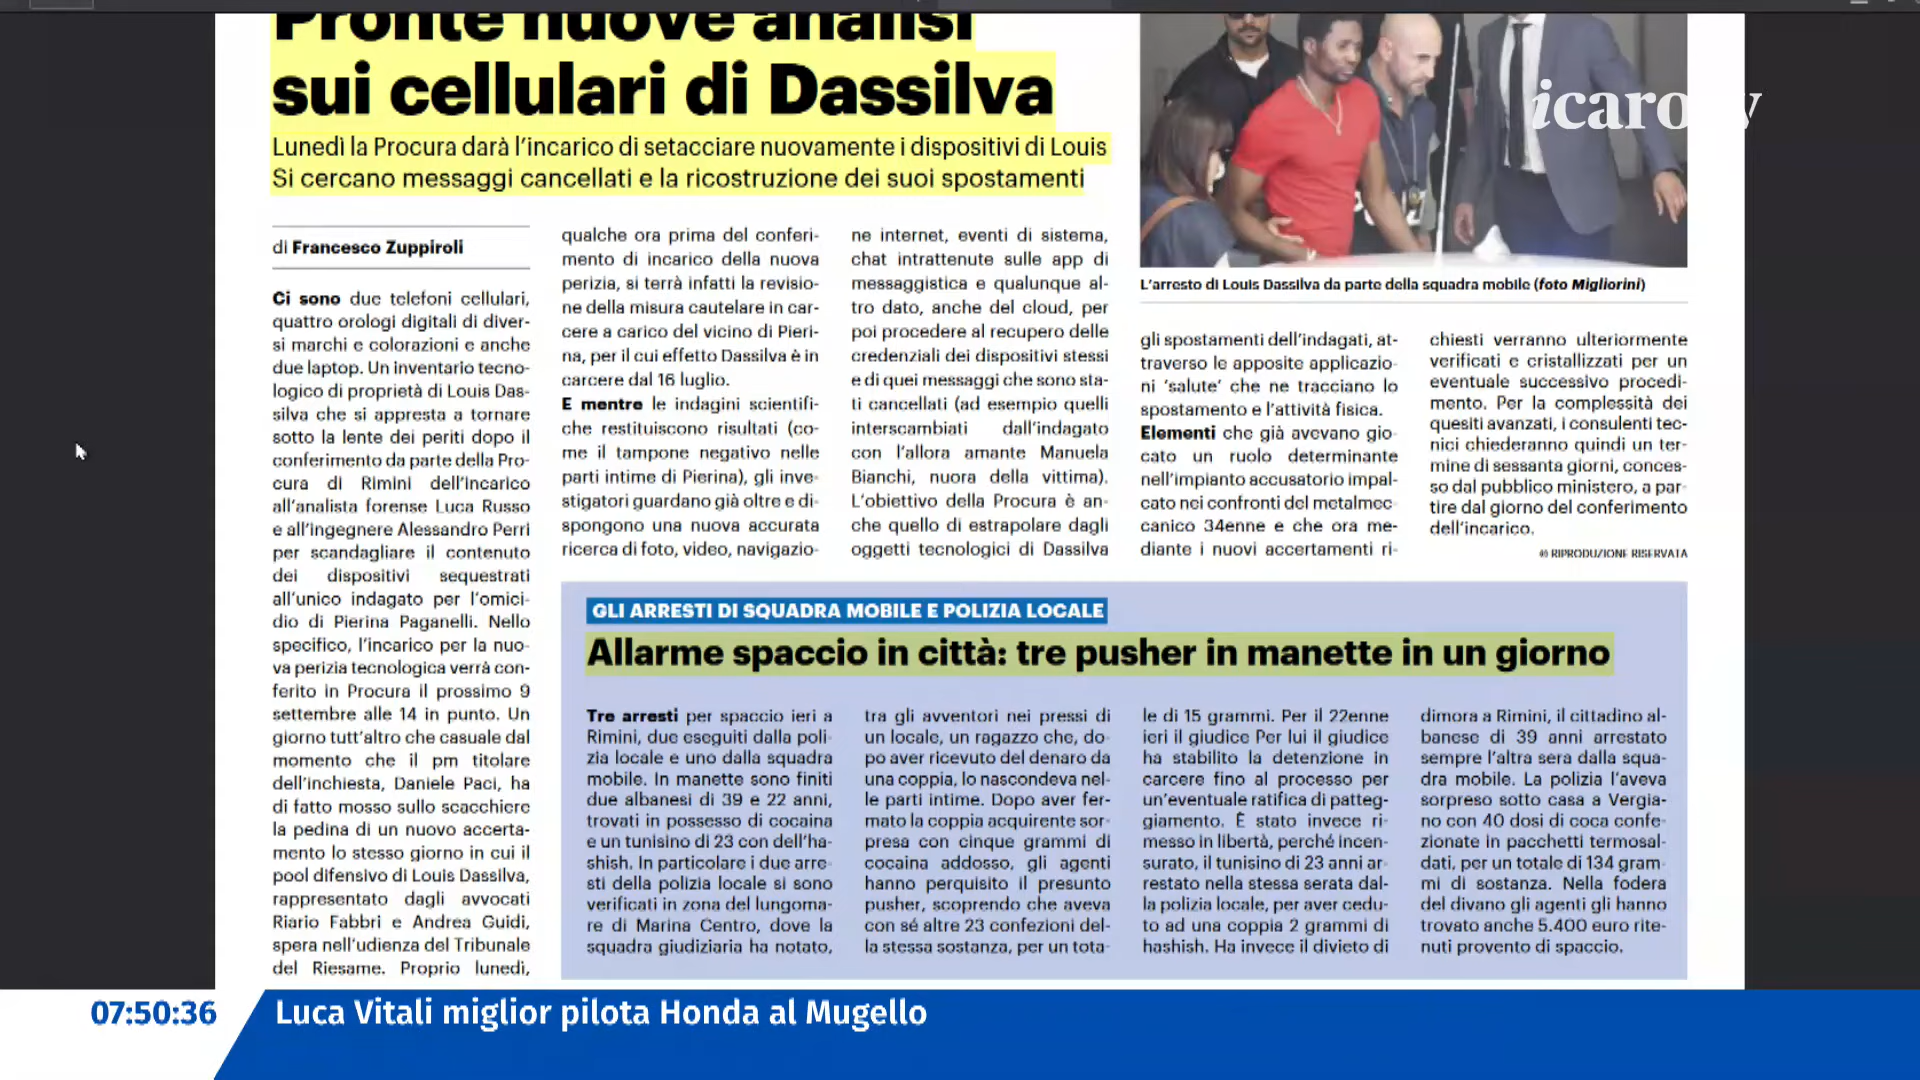 Pronte nuove analisi
sui cellulari di Dassilva
Lunedì la Procura darà l'incarico di setacciare nuovamente i dispositivi di Louis
Si cercano messaggi cancellati e la ricostruzione dei suoi spostamenti
di Francesco Zuppiroli
Ci sono due telefoni cellulari,
quattro orologi digitali di diver-
si marchi e colorazioni e anche
due laptop. Un inventario tecno-
logico di proprietà di Louis Das-
silva che si appresta a tornare
sotto la lente dei periti dopo il
conferimento da parte della Pro-
cura di Rimini dell'incarico
all'analista forense Luca Russo
e all'ingegnere Alessandro Perri
per scandagliare il contenuto
dei dispositivi sequestrati
all'unico indagato per l'omici-
dio di Pierina Paganelli. Nello
specifico, l'incarico per la nuo-
va perizia tecnologica verrà con-
ferito in Procura il prossimo 9
settembre alle 14 in punto. Un
giorno tutt'altro che casuale dal
momento che il pm titolare
dell'inchiesta, Daniele Paci, ha
di fatto mosso sullo scacchiere
la pedina di un nuovo accerta-
mento lo stesso giorno in cui il
pool difensivo di Louis Dassilva,
rappresentato dagli avvocati
Riario Fabbri e Andrea Guidi,
spera nell'udienza del Tribunale
del Riesame. Proprio lunedì,
qualche ora prima del conferi-
mento di incarico della nuova
perizia, si terrà infatti la revisio-
ne della misura cautelare in car-
cere a carico del vicino di Pieri-
na, per il cui effetto Dassilva è in
carcere dal 16 luglio.
E mentre le indagini scientifi-
che restituiscono risultati (co-
me il tampone negativo nelle
parti intime di Pierina), gli inve-
stigatori guardano già oltre e di-
spongono una nuova accurata
ricerca di foto, video, navigazio-
ne internet, eventi di sistema,
chat intrattenute sulle app di
messaggistica e qualunque al-
tro dato, anche del cloud, per
poi procedere al recupero delle
credenziali dei dispositivi stessi
e di quei messaggi che sono sta-
ti cancellati (ad esempio quelli
interscambiati dall'indagato
con l'allora amante Manuela
Bianchi, nuora della vittima).
L'obiettivo della Procura è an-
che quello di estrapolare dagli
oggetti tecnologici di Dassilva
icaro tv
L'arresto di Louis Dassilva da parte della squadra mobile (foto Migliorini)
gli spostamenti dell'indagati, at-
traverso le apposite applicazio-
ni 'salute' che ne tracciano lo
spostamento e l'attività fisica.
Elementi che già avevano gio-
cato un ruolo determinante
nell'impianto accusatorio impal-
cato nei confronti del metalmec-
canico 34enne e che ora me-
diante i nuovi accertamenti ri-
chiesti verranno ulteriormente
verificati e cristallizzati per un
eventuale successivo procedi-
mento. Per la complessità dei
quesiti avanzati, i consulenti tec-
nici chiederanno quindi un ter-
mine di sessanta giorni, conces-
so dal pubblico ministero, a par-
tire dal giorno del conferimento
dell'incarico.
© RIPRODUZIONE RISERVATA
GLI ARRESTI DI SQUADRA MOBILE E POLIZIA LOCALE
Allarme spaccio in città: tre pusher in manette in un giorno
Tre arresti per spaccio ieri a
Rimini, due eseguiti dalla poli-
zia locale e uno dalla squadra
mobile. In manette sono finiti
due albanesi di 39 e 22 anni,
trovati in possesso di cocaina
e un tunisino di 23 con dell'ha-
shish. In particolare i due arre-
sti della polizia locale si sono
verificati in zona del lungoma-
re di Marina Centro, dove la
squadra giudiziaria ha notato,
tra gli avventori nei pressi di
un locale, un ragazzo che, do-
po aver ricevuto del denaro da
una coppia, lo nascondeva nel-
le parti intime. Dopo aver fer-
mato la coppia acquirente sor-
presa con cinque grammi di
cocaina addosso, gli agenti
hanno perquisito il presunto
pusher, scoprendo che aveva
con sé altre 23 confezioni del-
la stessa sostanza, per un tota-
le di 15 grammi. Per il 22enne
ieri il giudice Per lui il giudice
ha stabilito la detenzione in
carcere fino al processo per
un'eventuale ratifica di patteg-
giamento. È stato invece ri-
messo in libertà, perché incen-
surato, il tunisino di 23 anni ar-
restato nella stessa serata dal-
la polizia locale, per aver cedu-
to ad una coppia 2 grammi di
hashish. Ha invece il divieto di
dimora a Rimini, il cittadino al-
banese di 39 anni arrestato
sempre l'altra sera dalla squa-
dra mobile. La polizia l'aveva
sorpreso sotto casa a Vergia-
no con 40 dosi di coca confe-
zionate in pacchetti termosal-
dati, per un totale di 134 gram-
mi di sostanza. Nella fodera
del divano gli agenti gli hanno
trovato anche 5.400 euro rite-
nuti provento di spaccio.
07:50:36
Luca Vitali miglior pilota Honda al Mugello